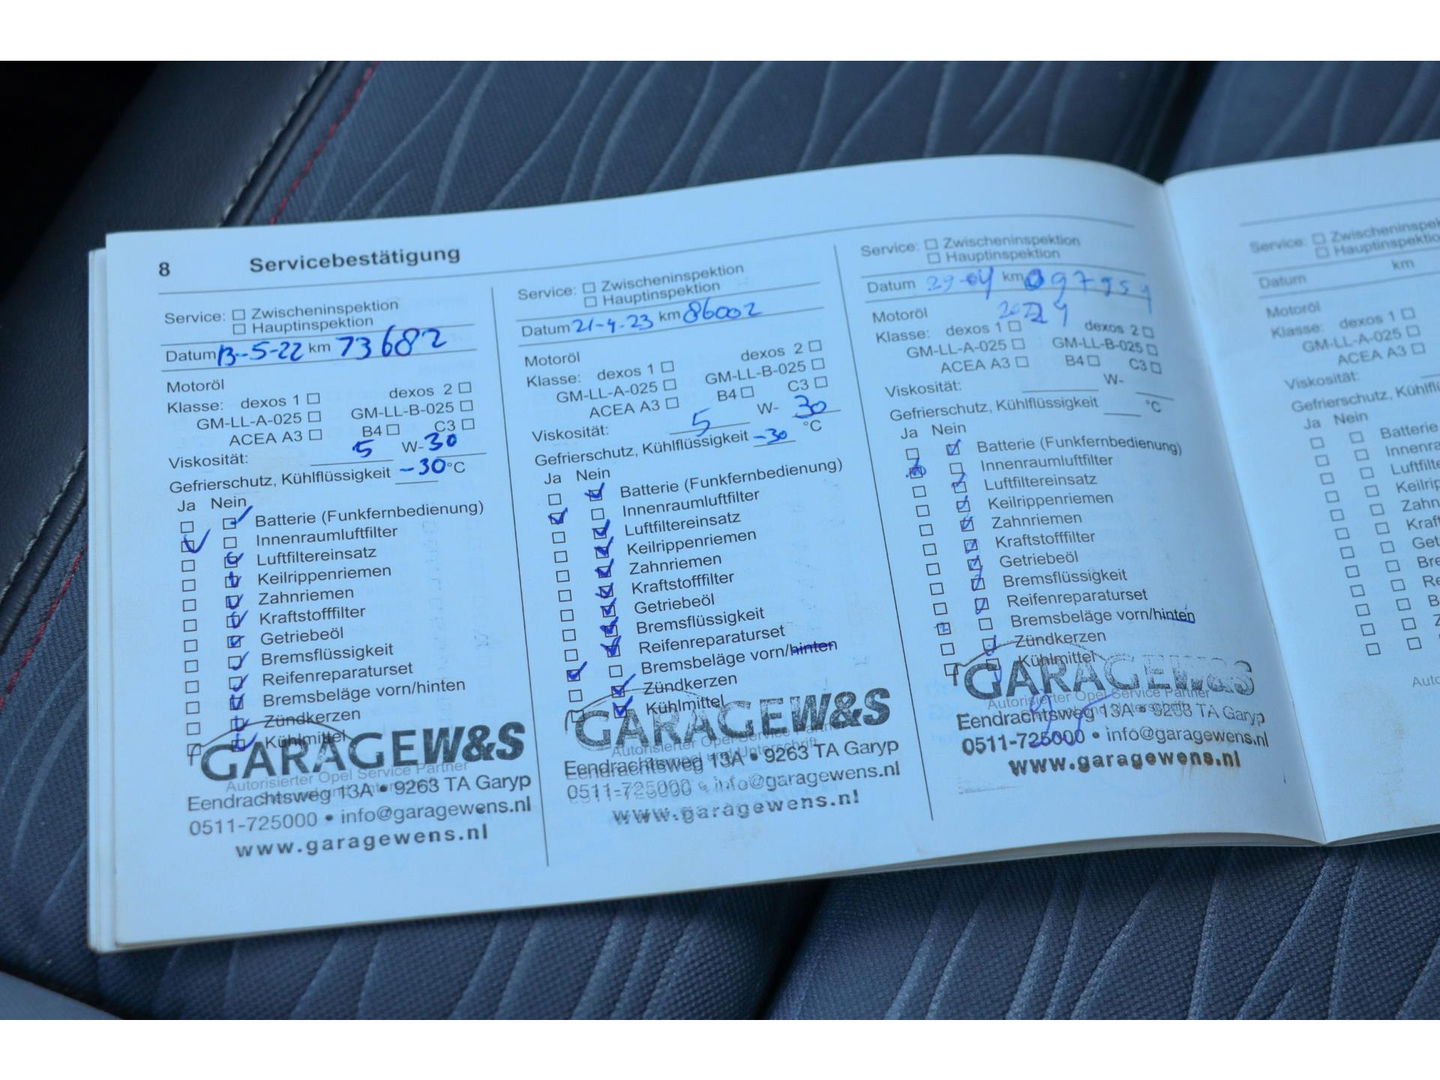 8 Servicebestätigung
Service: Zwischeninspektion
Hauptinspektion
Datum 13-5-22 km 73682
Motoröl
Klasse: dexos 1 dexos 2
GM-LL-A-025 GM-LL-B-025
ACEA A3 B4 C3
Viskosität: 5 W- 30
Gefrierschutz, Kühlflüssigkeit -30 °C
Ja Nein
Batterie (Funkfernbedienung)
Innenraumluftfilter
Luftfiltereinsatz
Keilrippenriemen
Zahnriemen
Kraftstofffilter
Getriebeöl
Bremsflüssigkeit
Reifenreparaturset
Bremsbeläge vorn/hinten
Zündkerzen
Kühlmittel
GARAGE W&S
Autorisierter Opel Service Partner
Eendrachtsweg 13A • 9263 TA Garyp
0511-725000 • info@garagewens.nl
www.garagewens.nl
Service: Zwischeninspektion
Hauptinspektion
Datum 21-4-23 km 86002
Motoröl
Klasse: dexos 1 dexos 2
GM-LL-A-025 GM-LL-B-025
ACEA A3 B4 C3
Viskosität: 5 W- 30
Gefrierschutz, Kühlflüssigkeit -30 °C
Ja Nein
Batterie (Funkfernbedienung)
Innenraumluftfilter
Luftfiltereinsatz
Keilrippenriemen
Zahnriemen
Kraftstofffilter
Getriebeöl
Bremsflüssigkeit
Reifenreparaturset
Bremsbeläge vorn/hinten
Zündkerzen
Kühlmittel
GARAGE W&S
Autorisierter Opel Service
Eendrachtsweg 13A • 9263 TA Garyp
0511-725000 • info@garagewens.nl
www.garagewens.nl
Service: Zwischeninspektion
Hauptinspektion
Datum 29-04 km
Motoröl
Klasse: dexos 1 dexos 2
GM-LL-A-025 GM-LL-B-025
ACEA A3 B4 C3
Viskosität: W-
Gefrierschutz, Kühlflüssigkeit °C
Ja Nein
Batterie (Funkfernbedienung)
Innenraumluftfilter
Luftfiltereinsatz
Keilrippenriemen
Zahnriemen
Kraftstofffilter
Getriebeöl
Bremsflüssigkeit
Reifenreparaturset
Bremsbeläge vorn/hinten
Zündkerzen
Kühlmittel
GARAGE W&S
Autorisierter Opel Service Partner
Eendrachtsweg 13A • 9263 TA Garyp
0511-725000 • info@garagewens.nl
www.garagewens.nl
Service:
Datum km
Motoröl
Klasse: dexos 1
GM-LL-A-025
ACEA A3
Viskosität:
Ja Nein